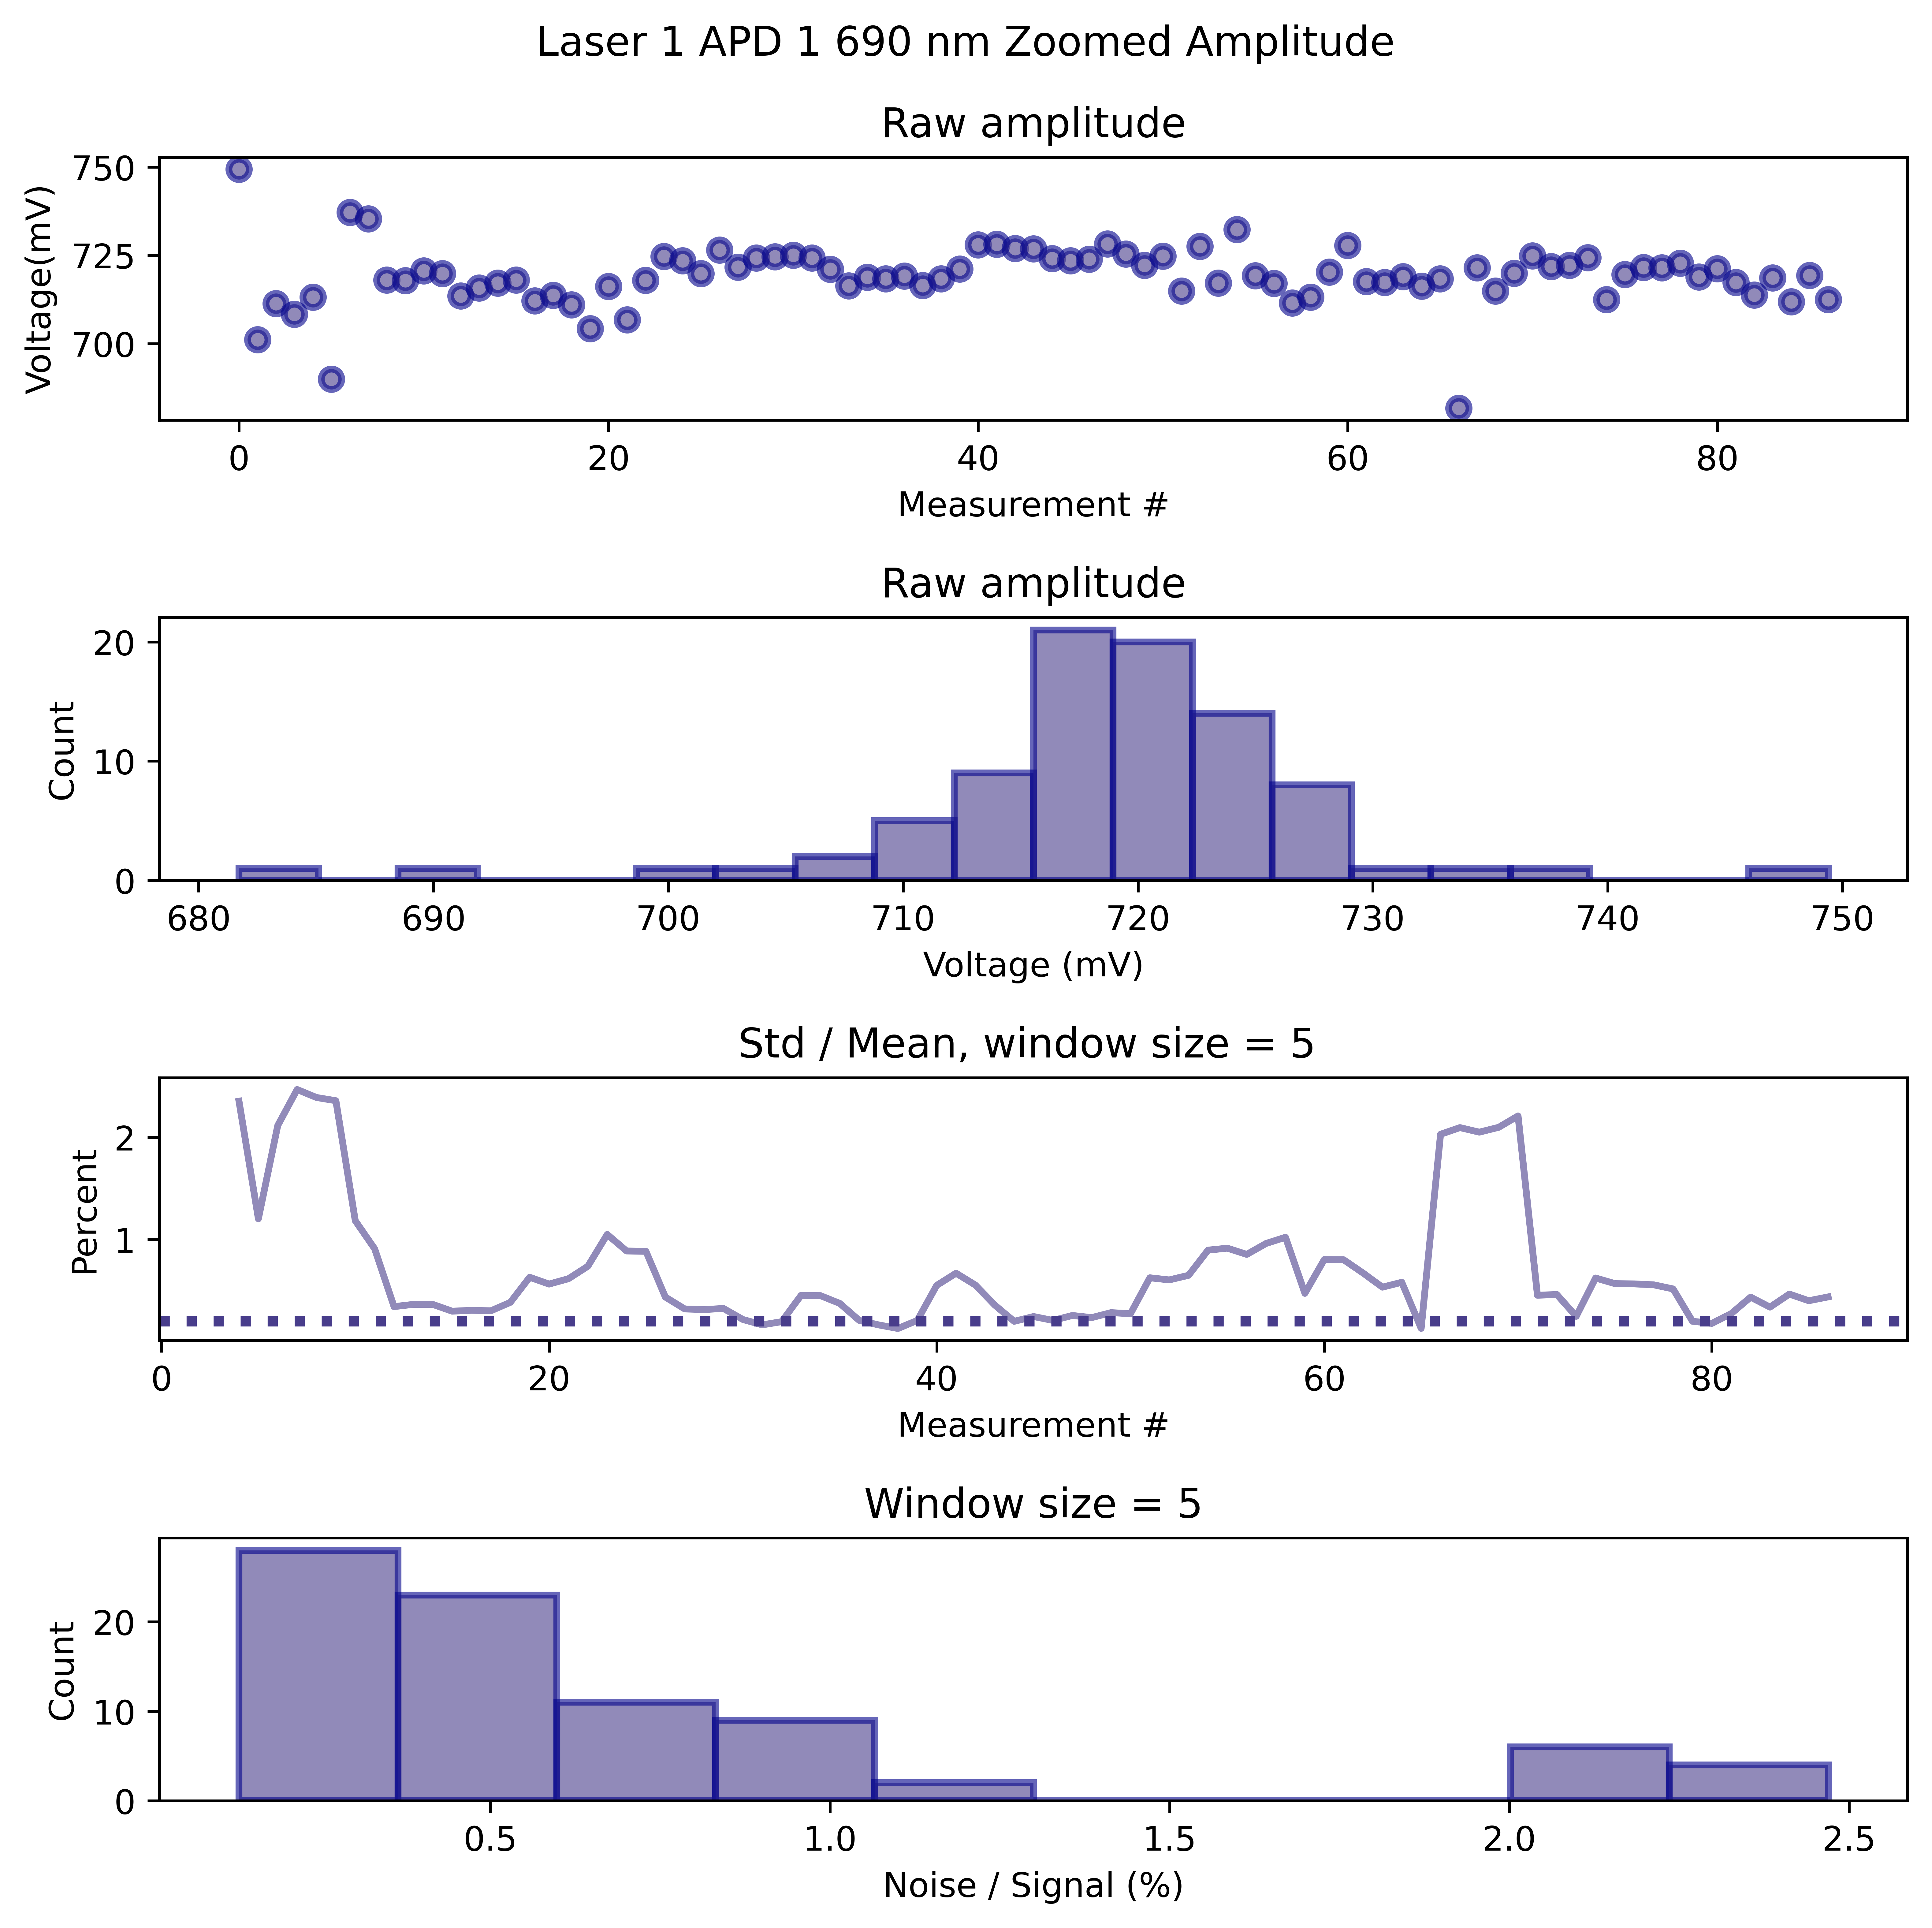 Laser 1 APD 1 690 nm Zoomed Amplitude
Raw amplitude
750
725
700
Voltage(mV)
0 20 40 60 80
Measurement #
Raw amplitude
20
10
0
Count
680 690 700 710 720 730 740 750
Voltage (mV)
Std / Mean, window size = 5
2
1
Percent
0 20 40 60 80
Measurement #
Window size = 5
20
10
0
Count
0.5 1.0 1.5 2.0 2.5
Noise / Signal (%)